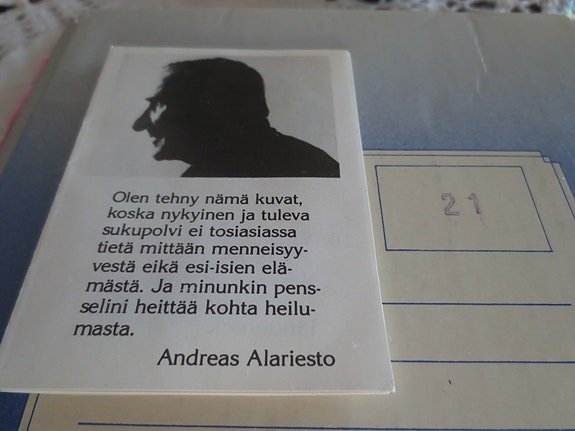 Olen tehny nämä kuvat,
koska nykyinen ja tuleva
sukupolvi ei tosiasiassa
tietä mittään menneisyy-
vestä eikä esi-isien elä-
mästä. Ja minunkin pens-
selini heittää kohta heilu-
masta.
Andreas Alariesto
21